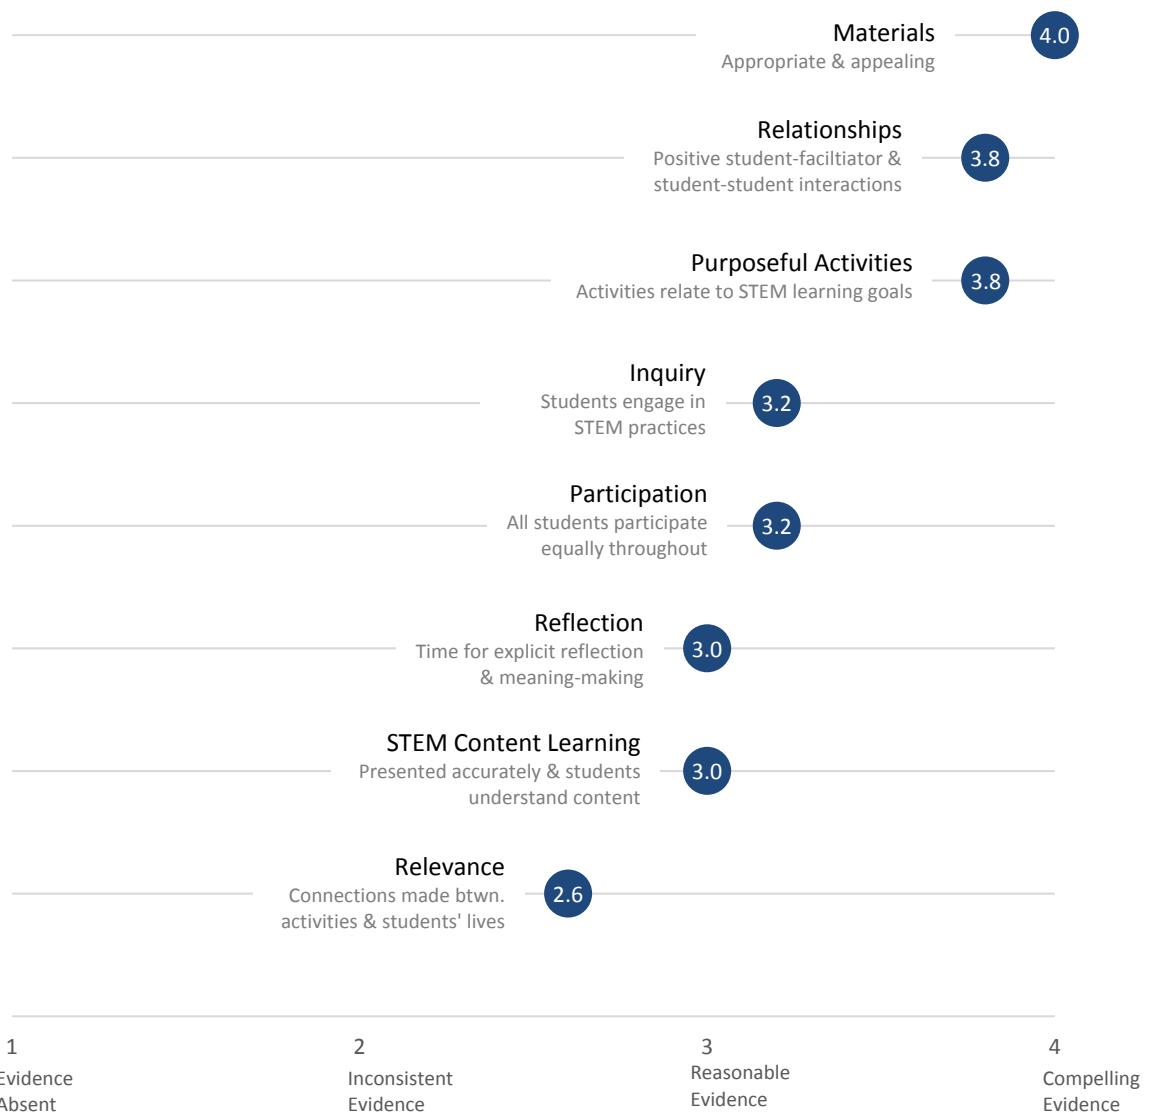 Materials
4.0
Appropriate & appealing
Relationships
Positive student-faciltiator &
student-student interactions
3.8
Purposeful Activities
Activities relate to STEM learning goals
3.8
Inquiry
Students engage in
STEM practices
3.2
Participation
All students participate
equally throughout
3.2
Reflection
Time for explicit reflection
& meaning-making
3.0
STEM Content Learning
Presented accurately & students
understand content
3.0
Relevance
Connections made btwn.
activities & students' lives
2.6
1
Evidence
Absent
2
Inconsistent
Evidence
3
Reasonable
Evidence
4
Compelling
Evidence